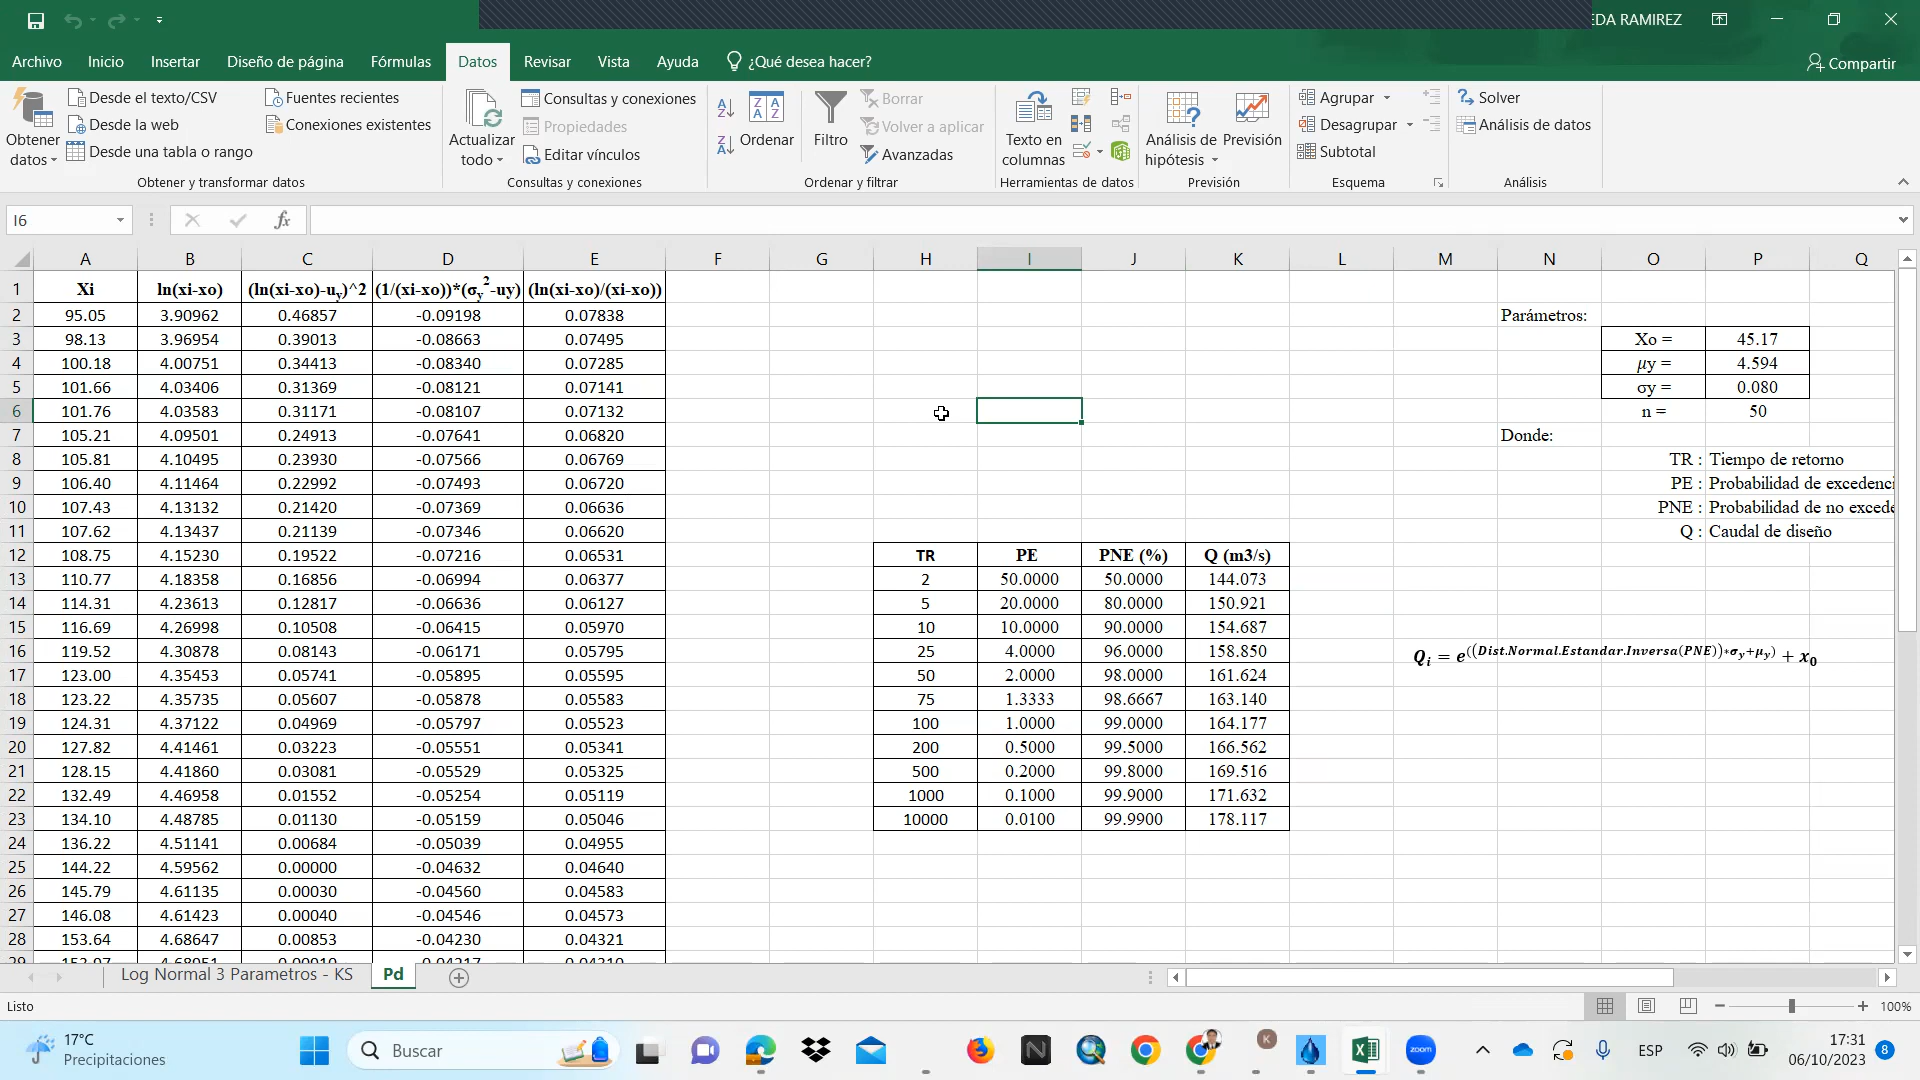 EDA RAMIREZ
Archivo Inicio Insertar Diseño de página Fórmulas Datos Revisar Vista Ayuda ¿Qué desea hacer? Compartir
Obtener datos
Desde el texto/CSV
Desde la web
Desde una tabla o rango
Fuentes recientes
Conexiones existentes
Obtener y transformar datos
Actualizar todo
Consultas y conexiones
Propiedades
Editar vínculos
Consultas y conexiones
Ordenar
Filtro
Borrar
Volver a aplicar
Avanzadas
Ordenar y filtrar
Texto en columnas
Herramientas de datos
Análisis de hipótesis
Previsión
Previsión
Agrupar
Desagrupar
Subtotal
Esquema
Solver
Análisis de datos
Análisis
I6 fx
A B C D E F G H I J K L M N O P Q
1 Xi ln(xi-xo) (ln(xi-xo)-uy)^2 (1/(xi-xo))*(σy²-uy) (ln(xi-xo)/(xi-xo))
2 95.05 3.90962 0.46857 -0.09198 0.07838 Parámetros:
3 98.13 3.96954 0.39013 -0.08663 0.07495 Xo = 45.17
4 100.18 4.00751 0.34413 -0.08340 0.07285 μy = 4.594
5 101.66 4.03406 0.31369 -0.08121 0.07141 σy = 0.080
6 101.76 4.03583 0.31171 -0.08107 0.07132 n = 50
7 105.21 4.09501 0.24913 -0.07641 0.06820 Donde:
8 105.81 4.10495 0.23930 -0.07566 0.06769 TR : Tiempo de retorno
9 106.40 4.11464 0.22992 -0.07493 0.06720 PE : Probabilidad de excedenci
10 107.43 4.13132 0.21420 -0.07369 0.06636 PNE : Probabilidad de no excede
11 107.62 4.13437 0.21139 -0.07346 0.06620 Q : Caudal de diseño
12 108.75 4.15230 0.19522 -0.07216 0.06531 TR PE PNE (%) Q (m3/s)
13 110.77 4.18358 0.16856 -0.06994 0.06377 2 50.0000 50.0000 144.073
14 114.31 4.23613 0.12817 -0.06636 0.06127 5 20.0000 80.0000 150.921
15 116.69 4.26998 0.10508 -0.06415 0.05970 10 10.0000 90.0000 154.687
16 119.52 4.30878 0.08143 -0.06171 0.05795 25 4.0000 96.0000 158.850 Qi = e^((Dist.Normal.Estandar.Inversa(PNE))*σy+μy) + x0
17 123.00 4.35453 0.05741 -0.05895 0.05595 50 2.0000 98.0000 161.624
18 123.22 4.35735 0.05607 -0.05878 0.05583 75 1.3333 98.6667 163.140
19 124.31 4.37122 0.04969 -0.05797 0.05523 100 1.0000 99.0000 164.177
20 127.82 4.41461 0.03223 -0.05551 0.05341 200 0.5000 99.5000 166.562
21 128.15 4.41860 0.03081 -0.05529 0.05325 500 0.2000 99.8000 169.516
22 132.49 4.46958 0.01552 -0.05254 0.05119 1000 0.1000 99.9000 171.632
23 134.10 4.48785 0.01130 -0.05159 0.05046 10000 0.0100 99.9900 178.117
24 136.22 4.51141 0.00684 -0.05039 0.04955
25 144.22 4.59562 0.00000 -0.04632 0.04640
26 145.79 4.61135 0.00030 -0.04560 0.04583
27 146.08 4.61423 0.00040 -0.04546 0.04573
28 153.64 4.68647 0.00853 -0.04230 0.04321
Log Normal 3 Parametros - KS Pd
Listo 100%
17°C
Precipitaciones
Buscar
zoom
ESP
17:31
06/10/2023
8